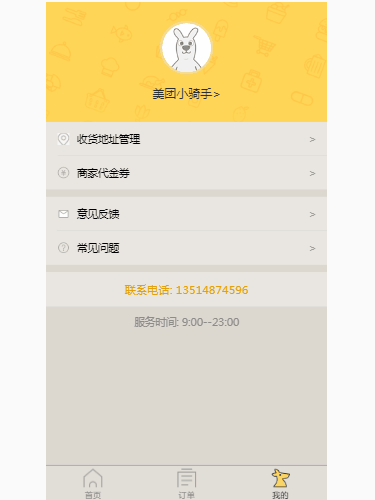 美团小骑手>
收货地址管理 >
商家代金券 >
意见反馈 >
常见问题 >
联系电话: 13514874596
服务时间: 9:00--23:00
首页 订单 我的